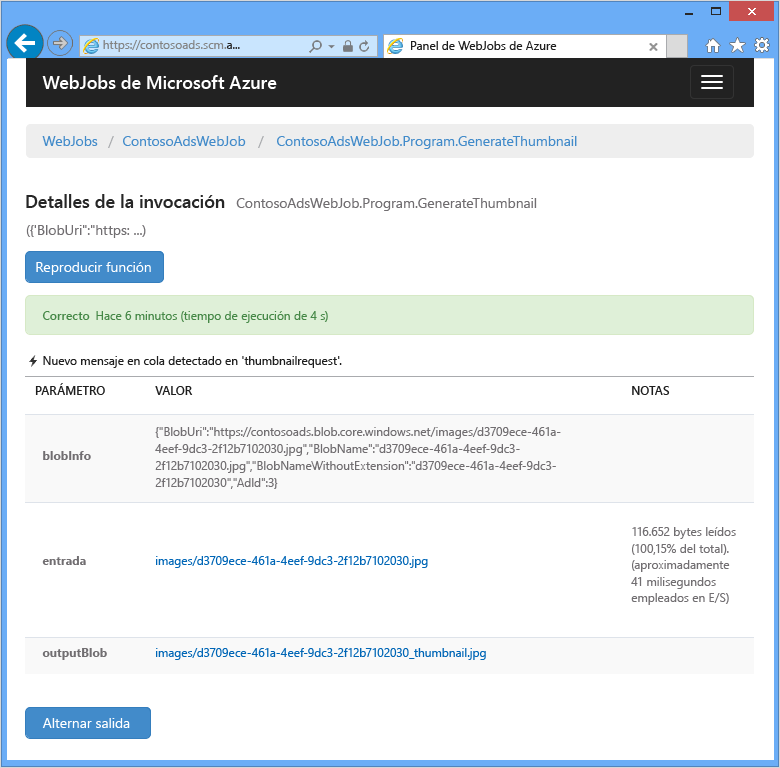 https://contosoads.scm.a...
Panel de WebJobs de Azure
WebJobs de Microsoft Azure
WebJobs / ContosoAdsWebJob / ContosoAdsWebJob.Program.GenerateThumbnail
Detalles de la invocación ContosoAdsWebJob.Program.GenerateThumbnail
({'BlobUri":"https: ...)
Reproducir función
Correcto Hace 6 minutos (tiempo de ejecución de 4 s)
Nuevo mensaje en cola detectado en 'thumbnailrequest'.
PARÁMETRO VALOR NOTAS
blobInfo
{"BlobUri":"https://contosoads.blob.core.windows.net/images/d3709ece-461a-
4eef-9dc3-2f12b7102030.jpg","BlobName":"d3709ece-461a-4eef-9dc3-
2f12b7102030.jpg","BlobNameWithoutExtension":"d3709ece-461a-4eef-9dc3-
2f12b7102030","AdId":3}
entrada
images/d3709ece-461a-4eef-9dc3-2f12b7102030.jpg
116.652 bytes leídos
(100,15% del total).
(aproximadamente
41 milisegundos
empleados en E/S)
outputBlob
images/d3709ece-461a-4eef-9dc3-2f12b7102030_thumbnail.jpg
Alternar salida